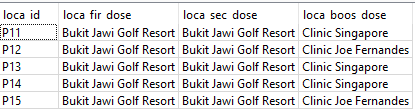 loca id loca fir dose loca sec dose loca boos dose
P11 Bukit Jawi Golf Resort Bukit Jawi Golf Resort Clinic Singapore
P12 Bukit Jawi Golf Resort Bukit Jawi Golf Resort Clinic Joe Fernandes
P13 Bukit Jawi Golf Resort Bukit Jawi Golf Resort Clinic Singapore
P14 Bukit Jawi Golf Resort Bukit Jawi Golf Resort Clinic Singapore
P15 Bukit Jawi Golf Resort Bukit Jawi Golf Resort Clinic Joe Fernandes